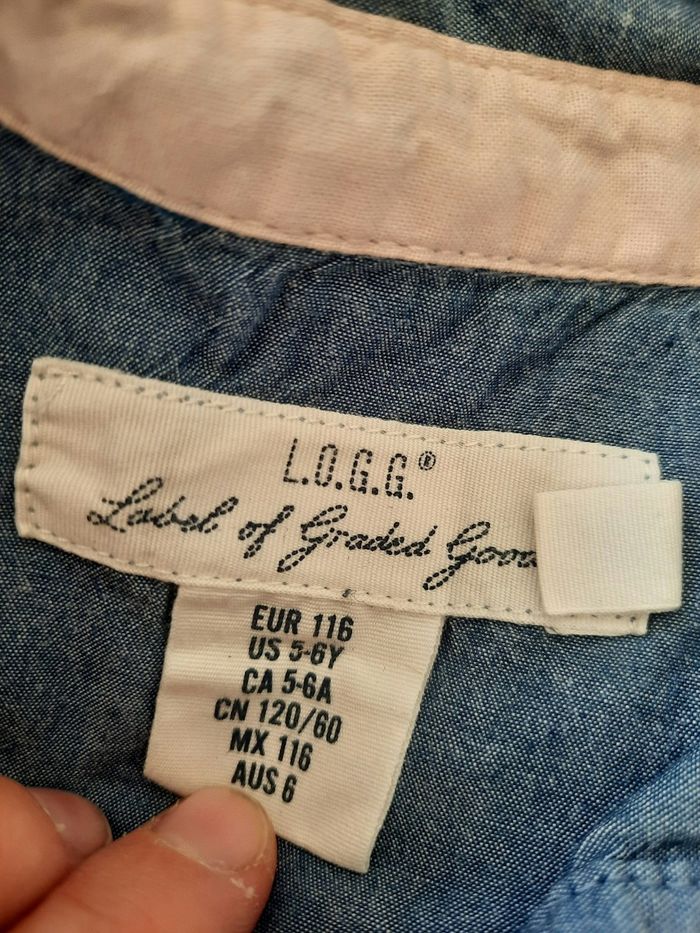 L.O.G.G.®
Label of Graded
EUR 116
US 5-6Y
CA 5-6A
CN 120/60
MX 116
AUS 6